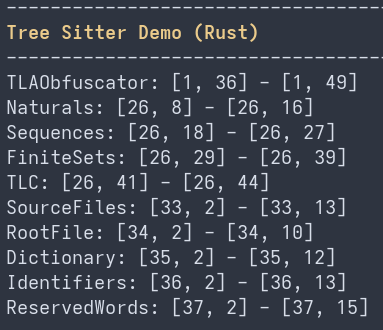 Tree Sitter Demo (Rust)
TLAObfuscator: [1, 36] - [1, 49]
Naturals: [26, 8] - [26, 16]
Sequences: [26, 18] - [26, 27]
FiniteSets: [26, 29] - [26, 39]
TLC: [26, 41] - [26, 44]
SourceFiles: [33, 2] - [33, 13]
RootFile: [34, 2] - [34, 10]
Dictionary: [35, 2] - [35, 12]
Identifiers: [36, 2] - [36, 13]
ReservedWords: [37, 2] - [37, 15]